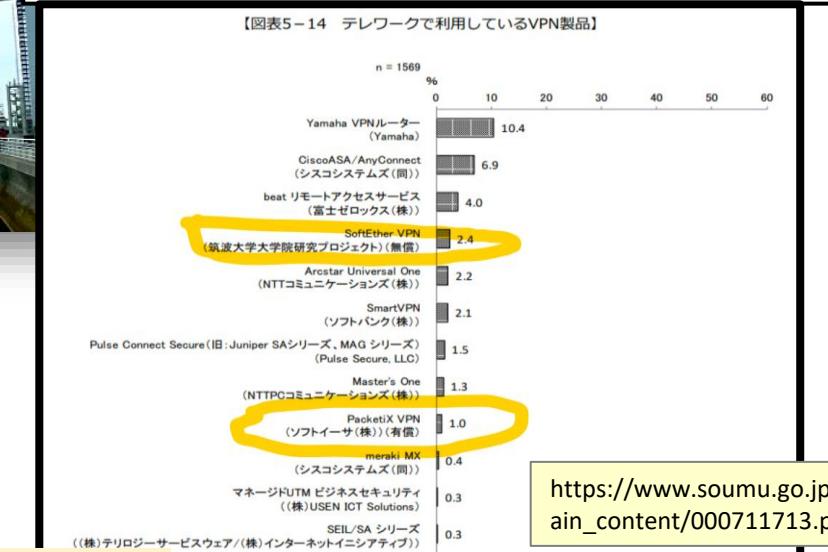 【図表5-14 テレワークで利用しているVPN製品】
n = 1569
%
0 10 20 30 40 50 60
Yamaha VPNルーター
(Yamaha)
10.4
CiscoASA/AnyConnect
(シスコシステムズ(同))
6.9
beat リモートアクセスサービス
(富士ゼロックス(株))
4.0
SoftEther VPN
(筑波大学大学院研究プロジェクト)(無償)
2.4
Arcstar Universal One
(NTTコミュニケーションズ(株))
2.2
SmartVPN
(ソフトバンク(株))
2.1
Pulse Connect Secure(旧:Juniper SAシリーズ、MAG シリーズ)
(Pulse Secure, LLC)
1.5
Master's One
(NTTPCコミュニケーションズ(株))
1.3
PacketiX VPN
(ソフトイーサ(株))(有償)
1.0
meraki MX
(シスコシステムズ(同))
0.4
マネージドUTM ビジネスセキュリティ
((株)USEN ICT Solutions)
0.3
SEIL/SA シリーズ
((株)テリロジーサービスウェア/(株)インターネットイニシアティブ))
0.3
https://www.soumu.go.jp
ain_content/000711713.p